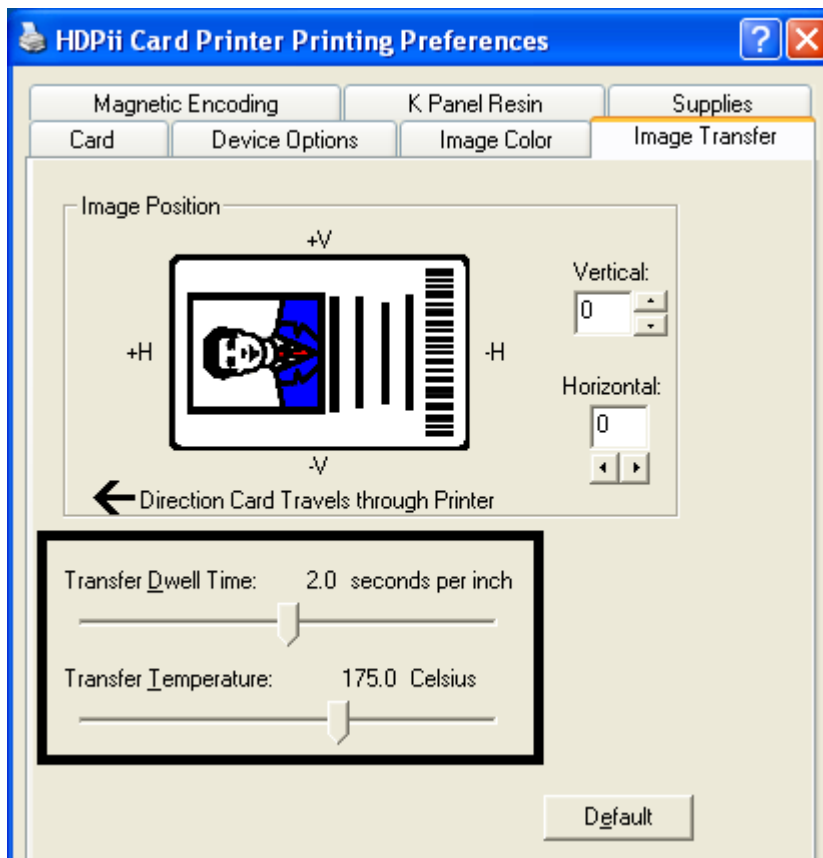 HDPii Card Printer Printing Preferences
Magnetic Encoding K Panel Resin Supplies
Card Device Options Image Color Image Transfer
Image Position
+V
Vertical:
0
+H -H
Horizontal:
0
-V
Direction Card Travels through Printer
Transfer Dwell Time: 2.0 seconds per inch
Transfer Temperature: 175.0 Celsius
Default